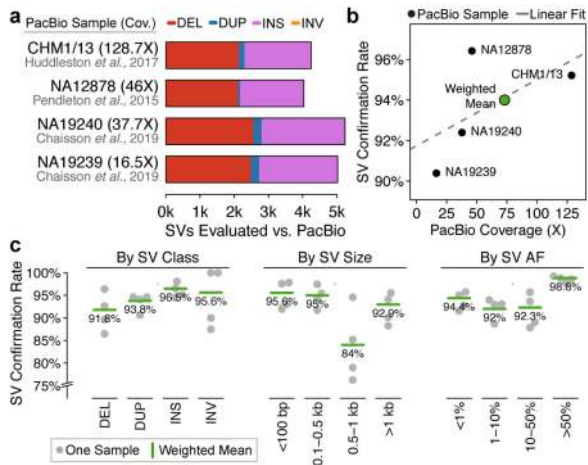 a
PacBio Sample (Cov.)
DEL DUP INS INV
CHM1/13 (128.7X)
Huddleston et al., 2017
NA12878 (46X)
Pendleton et al., 2015
NA19240 (37.7X)
Chaisson et al., 2019
NA19239 (16.5X)
Chaisson et al., 2019
0k 1k 2k 3k 4k 5k
SVs Evaluated vs. PacBio
b
PacBio Sample Linear Fit
SV Confirmation Rate
96%
94%
92%
90%
NA12878
CHM1/13
Weighted
Mean
NA19240
NA19239
0 25 50 75 100 125
PacBio Coverage (X)
c
By SV Class By SV Size By SV AF
SV Confirmation Rate
100%
95%
90%
85%
80%
75%
91.8% 93.8% 96.5% 95.6% 95.6% 95% 84% 92.9% 94.4% 92% 92.3% 98.6%
DEL DUP INS INV <100 bp 0.1–0.5 kb 0.5–1 kb >1 kb <1% 1–10% 10–50% >50%
One Sample Weighted Mean